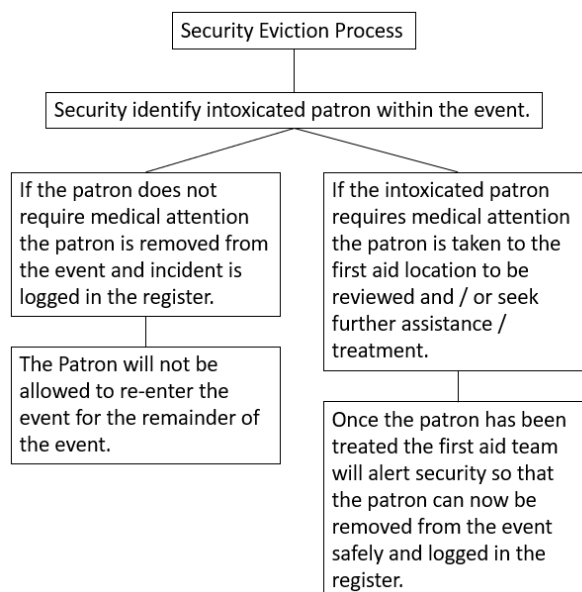 Security Eviction Process
Security identify intoxicated patron within the event.
If the patron does not
require medical attention
the patron is removed from
the event and incident is
logged in the register.
The Patron will not be
allowed to re-enter the
event for the remainder of
the event.
If the intoxicated patron
requires medical attention
the patron is taken to the
first aid location to be
reviewed and / or seek
further assistance /
treatment.
Once the patron has been
treated the first aid team
will alert security so that
the patron can now be
removed from the event
safely and logged in the
register.